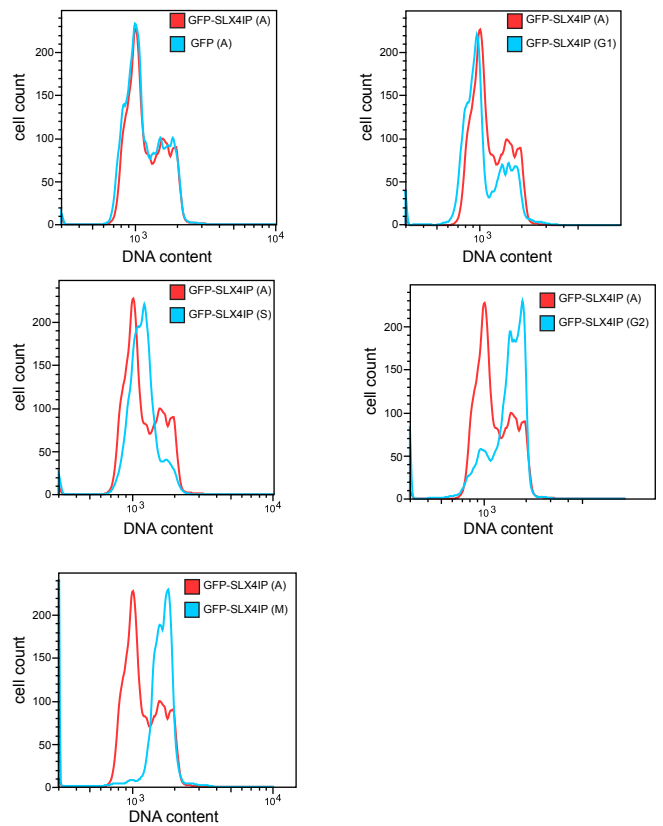 GFP-SLX4IP (A)
GFP (A)
cell count
200
150
100
50
0
10³
10⁴
DNA content
GFP-SLX4IP (A)
GFP-SLX4IP (G1)
cell count
200
150
100
50
0
10³
DNA content
GFP-SLX4IP (A)
GFP-SLX4IP (S)
cell count
200
150
100
50
0
10³
10⁴
DNA content
GFP-SLX4IP (A)
GFP-SLX4IP (G2)
cell count
200
150
100
50
0
10³
DNA content
GFP-SLX4IP (A)
GFP-SLX4IP (M)
cell count
200
150
100
50
0
10³
10⁴
DNA content